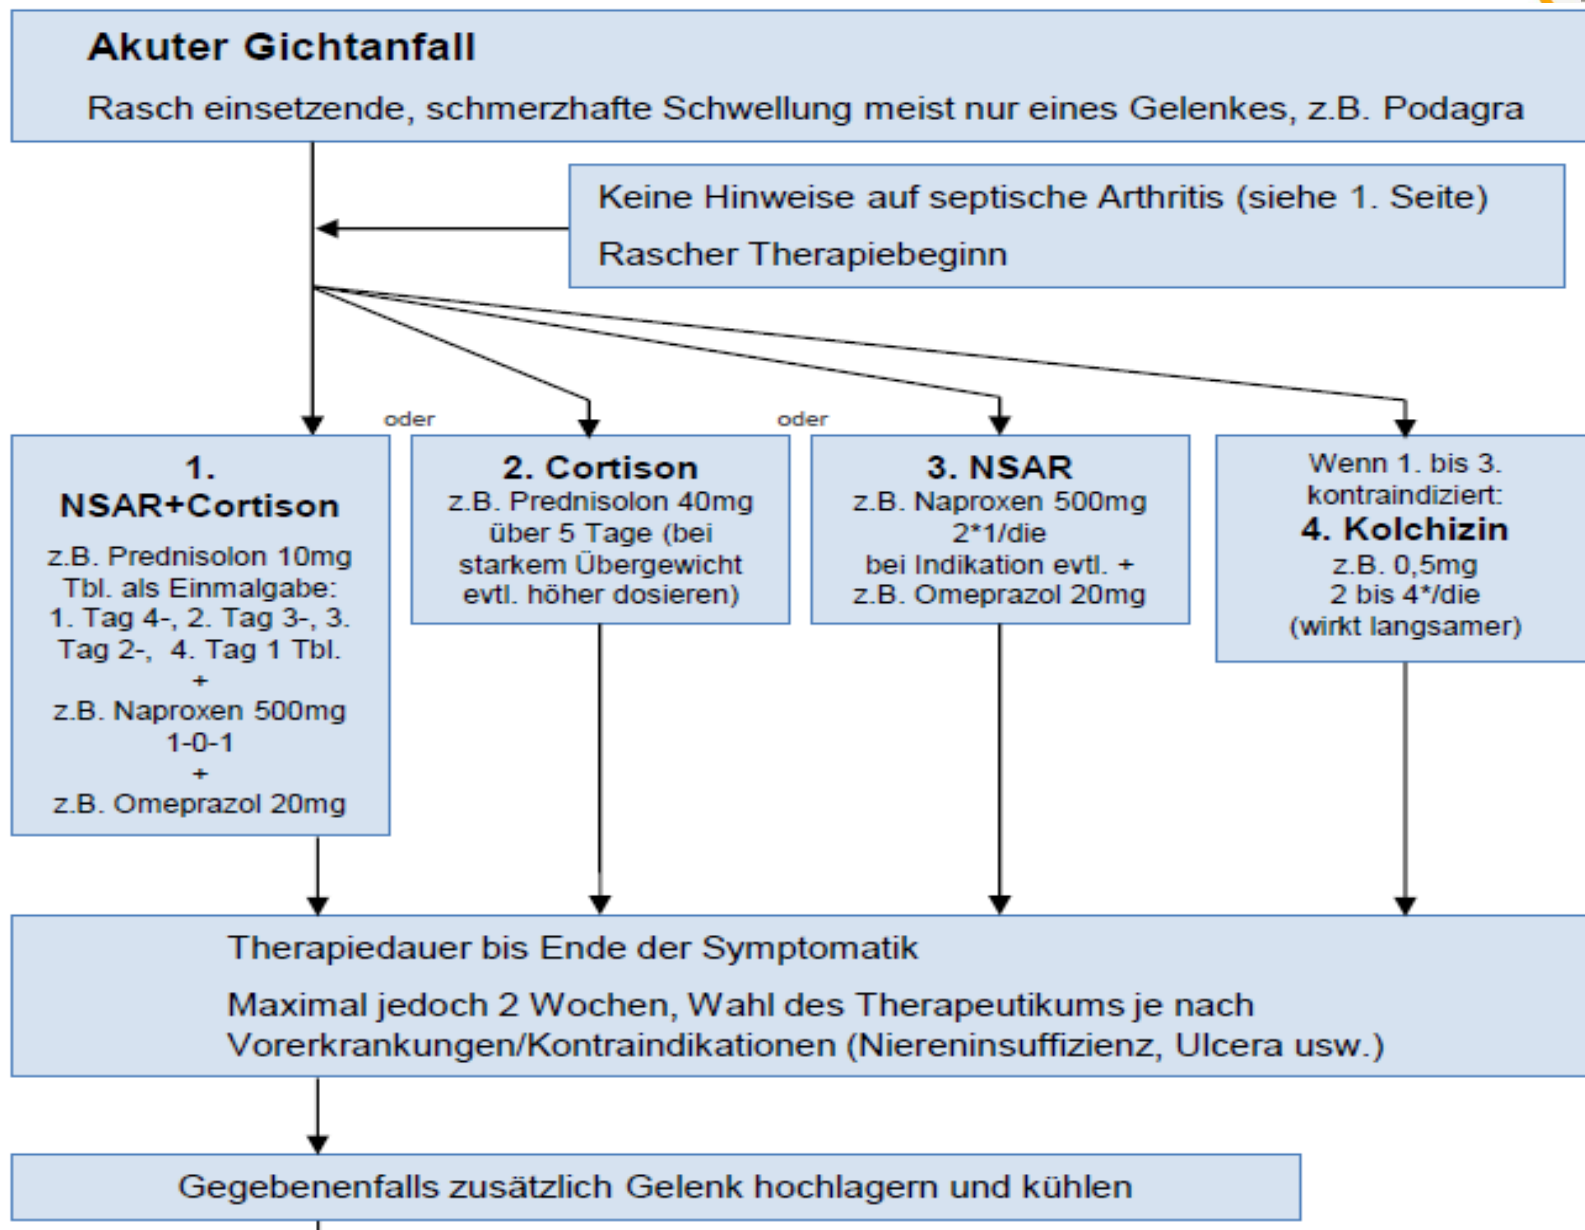 Akuter Gichtanfall
Rasch einsetzende, schmerzhafte Schwellung meist nur eines Gelenkes, z.B. Podagra
Keine Hinweise auf septische Arthritis (siehe 1. Seite)
Rascher Therapiebeginn
oder
oder
1.
NSAR+Cortison
z.B. Prednisolon 10mg
Tbl. als Einmalgabe:
1. Tag 4-, 2. Tag 3-, 3.
Tag 2-, 4. Tag 1 Tbl.
+
z.B. Naproxen 500mg
1-0-1
+
z.B. Omeprazol 20mg
2. Cortison
z.B. Prednisolon 40mg
über 5 Tage (bei
starkem Übergewicht
evtl. höher dosieren)
3. NSAR
z.B. Naproxen 500mg
2*1/die
bei Indikation evtl. +
z.B. Omeprazol 20mg
Wenn 1. bis 3.
kontraindiziert:
4. Kolchizin
z.B. 0,5mg
2 bis 4*/die
(wirkt langsamer)
Therapiedauer bis Ende der Symptomatik
Maximal jedoch 2 Wochen, Wahl des Therapeutikums je nach
Vorerkrankungen/Kontraindikationen (Niereninsuffizienz, Ulcera usw.)
Gegebenenfalls zusätzlich Gelenk hochlagern und kühlen